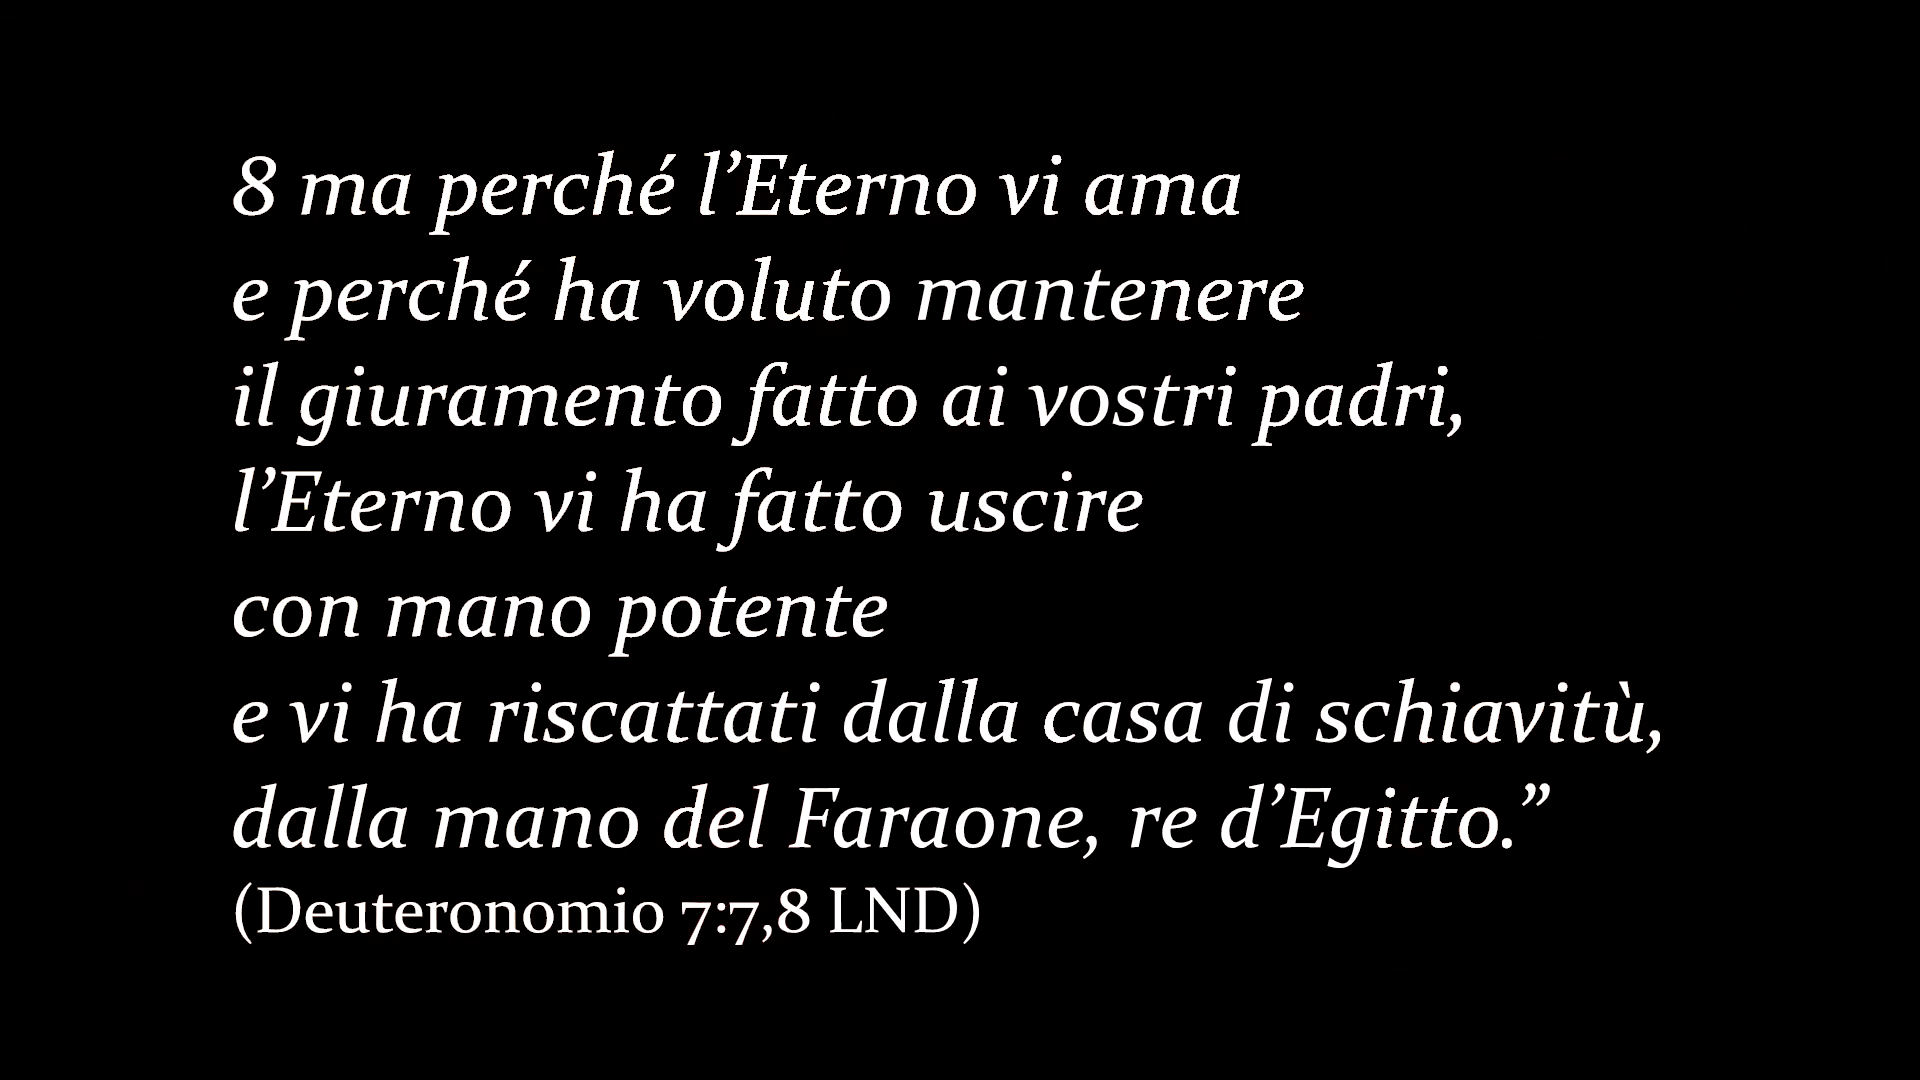 8 ma perché l’Eterno vi ama
e perché ha voluto mantenere
il giuramento fatto ai vostri padri,
l’Eterno vi ha fatto uscire
con mano potente
e vi ha riscattati dalla casa di schiavitù,
dalla mano del Faraone, re d’Egitto.”
(Deuteronomio 7:7,8 LND)